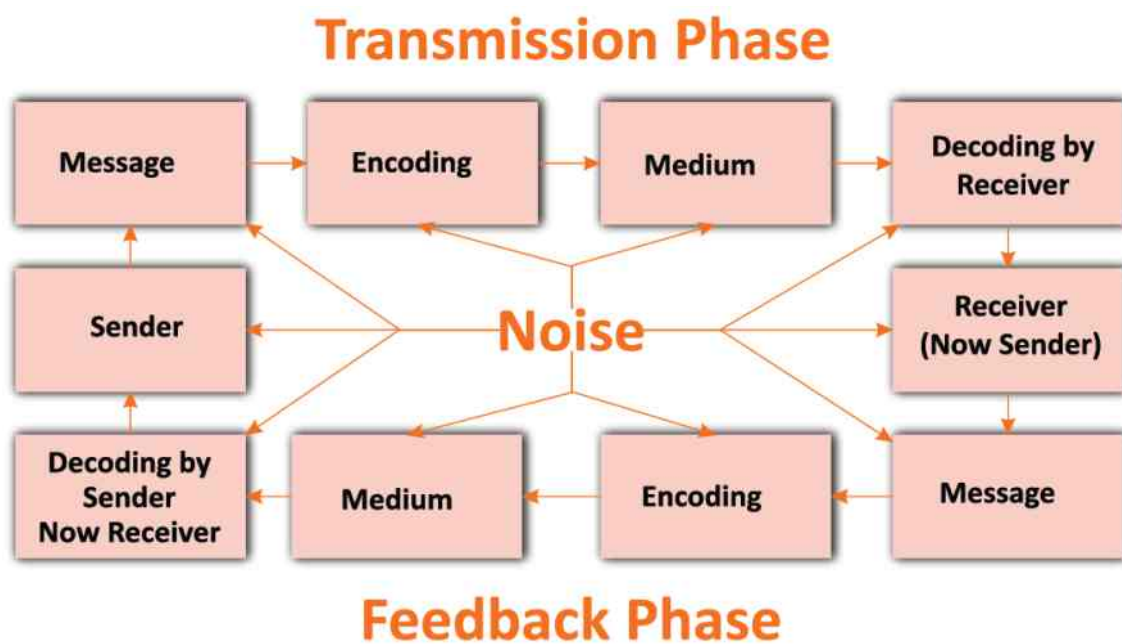 Transmission Phase
Message
Encoding
Medium
Decoding by
Receiver
Sender
Noise
Receiver
(Now Sender)
Decoding by
Sender
Now Receiver
Medium
Encoding
Message
Feedback Phase